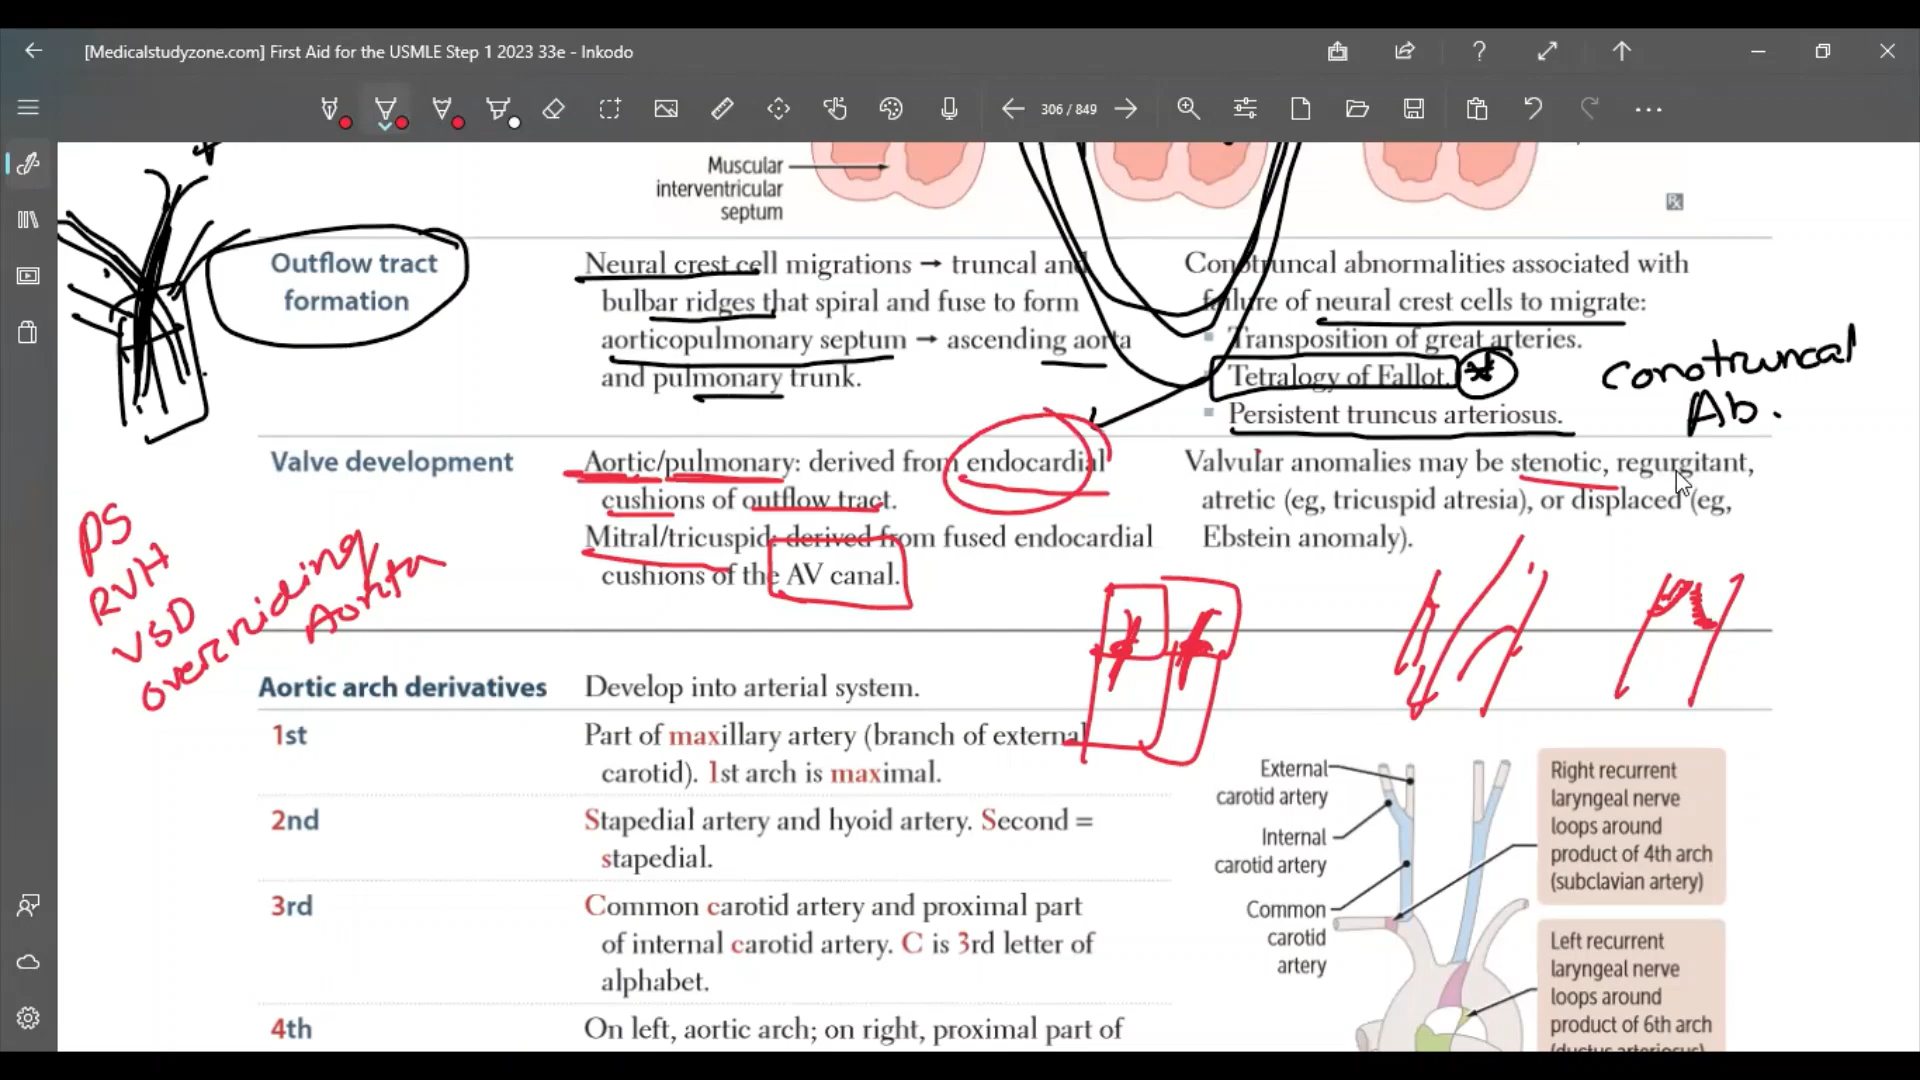 [Medicalstudyzone.com] First Aid for the USMLE Step 1 2023 33e - Inkodo
306 / 849
Muscular
interventricular
septum
Rx
Outflow tract
formation
Neural crest cell migrations → truncal and
bulbar ridges that spiral and fuse to form
aorticopulmonary septum → ascending aorta
and pulmonary trunk.
Conotruncal abnormalities associated with
failure of neural crest cells to migrate:
Transposition of great arteries.
Tetralogy of Fallot.
Persistent truncus arteriosus.
Conotruncal
Ab.
Valve development
Aortic/pulmonary: derived from endocardial
cushions of outflow tract.
Mitral/tricuspid: derived from fused endocardial
cushions of the AV canal.
Valvular anomalies may be stenotic, regurgitant,
atretic (eg, tricuspid atresia), or displaced (eg,
Ebstein anomaly).
PS
RVH
VSD
overriding
Aorta
Aortic arch derivatives
Develop into arterial system.
1st
Part of maxillary artery (branch of external
carotid). 1st arch is maximal.
2nd
Stapedial artery and hyoid artery. Second =
stapedial.
3rd
Common carotid artery and proximal part
of internal carotid artery. C is 3rd letter of
alphabet.
4th
On left, aortic arch; on right, proximal part of
External
carotid artery
Internal
carotid artery
Common
carotid
artery
Right recurrent
laryngeal nerve
loops around
product of 4th arch
(subclavian artery)
Left recurrent
laryngeal nerve
loops around
product of 6th arch
(ductus arteriosus)